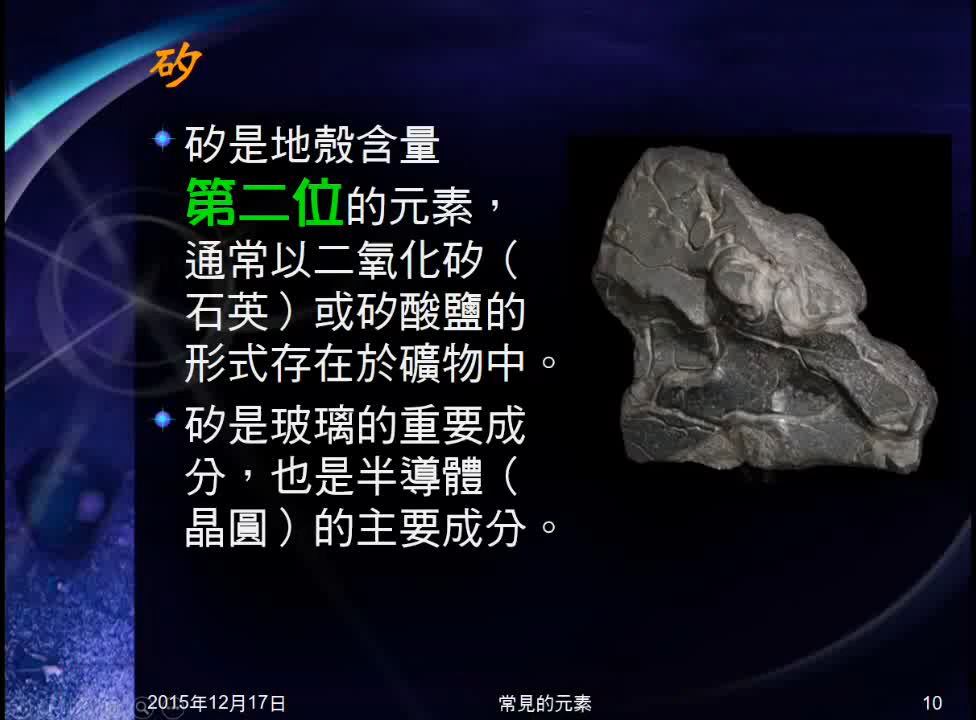 矽
矽是地殼含量
第二位的元素，
通常以二氧化矽（
石英）或矽酸鹽的
形式存在於礦物中。
矽是玻璃的重要成
分，也是半導體（
晶圓）的主要成分。
2015年12月17日
常見的元素
10